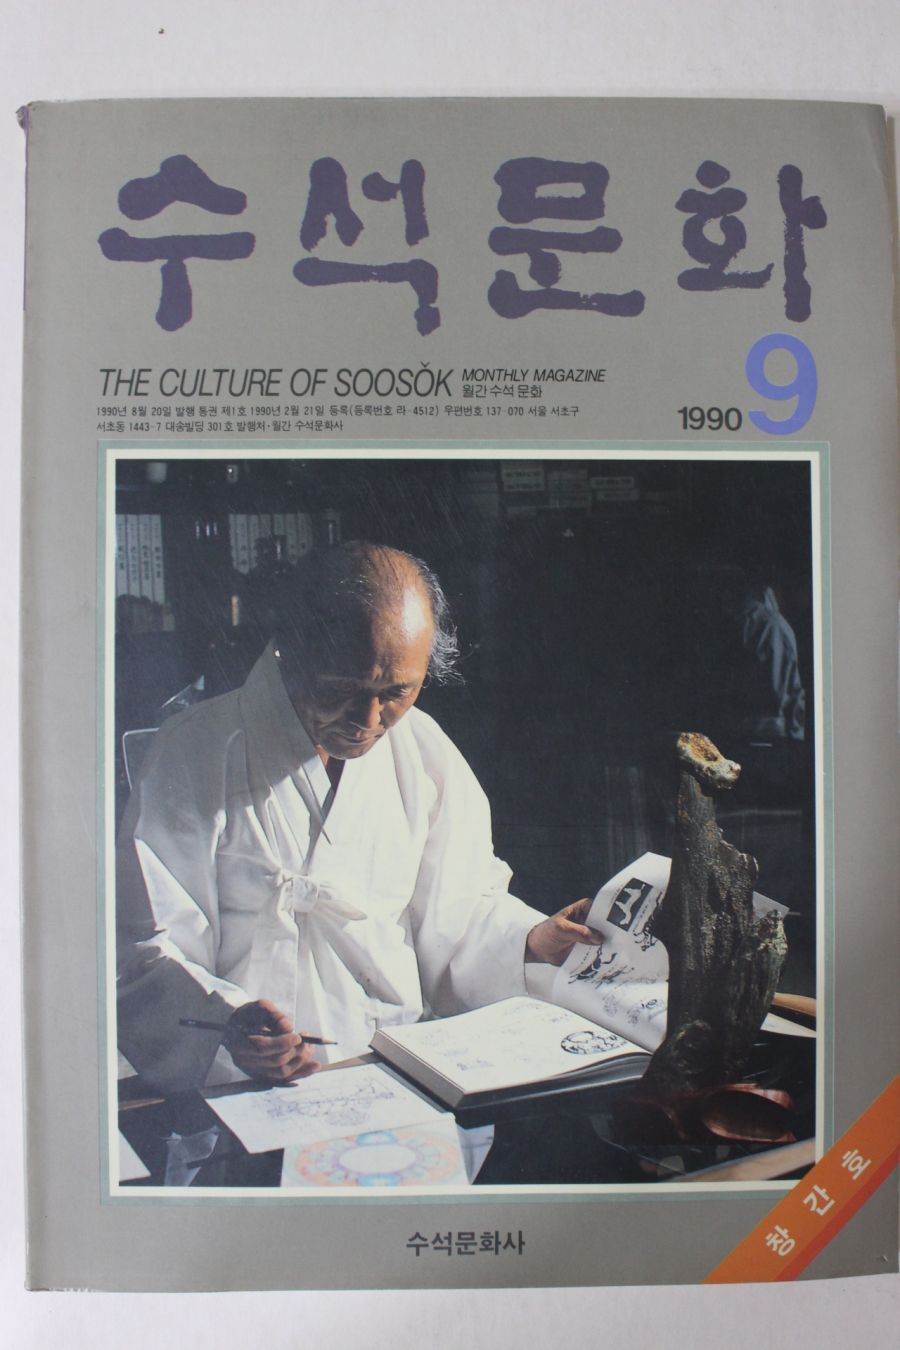 수석문화
THE CULTURE OF SOOSǑK
MONTHLY MAGAZINE
월간 수석 문화
1990년 8월 20일 발행 통권 제1호 1990년 2월 21일 등록(등록번호 라-4512) 우편번호 137-070 서울 서초구
서초동 1443-7 대송빌딩 301호 발행처·월간 수석문화사
1990 9
수석문화사
창간호